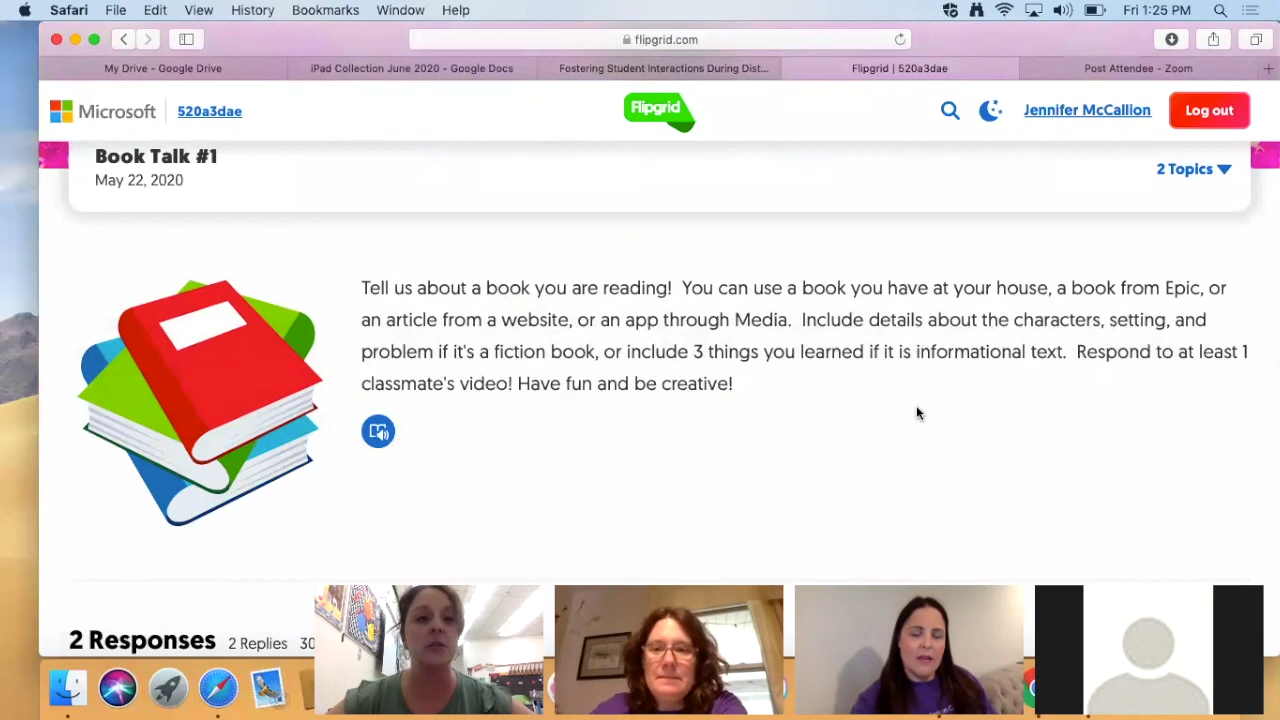 Safari File Edit View History Bookmarks Window Help Fri 1:25 PM
flipgrid.com
My Drive - Google Drive iPad Collection June 2020 - Google Docs Fostering Student Interactions During Dist... Flipgrid | 520a3dae Post Attendee - Zoom
Microsoft 520a3dae Flipgrid Jennifer McCallion Log out
Book Talk #1
May 22, 2020
2 Topics
Tell us about a book you are reading! You can use a book you have at your house, a book from Epic, or
an article from a website, or an app through Media. Include details about the characters, setting, and
problem if it's a fiction book, or include 3 things you learned if it is informational text. Respond to at least 1
classmate's video! Have fun and be creative!
2 Responses 2 Replies 30